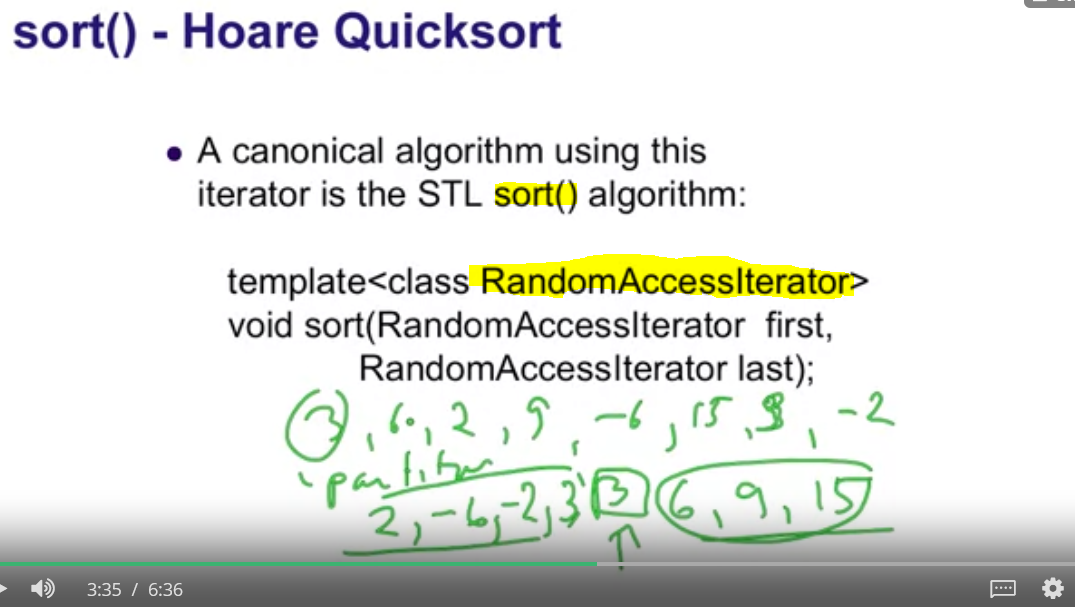 sort() - Hoare Quicksort
• A canonical algorithm using this
iterator is the STL sort() algorithm:
template<class RandomAccessIterator>
void sort(RandomAccessIterator first,
RandomAccessIterator last);
3, 6, 2, 9, -6, 15, 3, -2
partition
2, -6, -2, 3 3 6, 9, 15
3:35 / 6:36